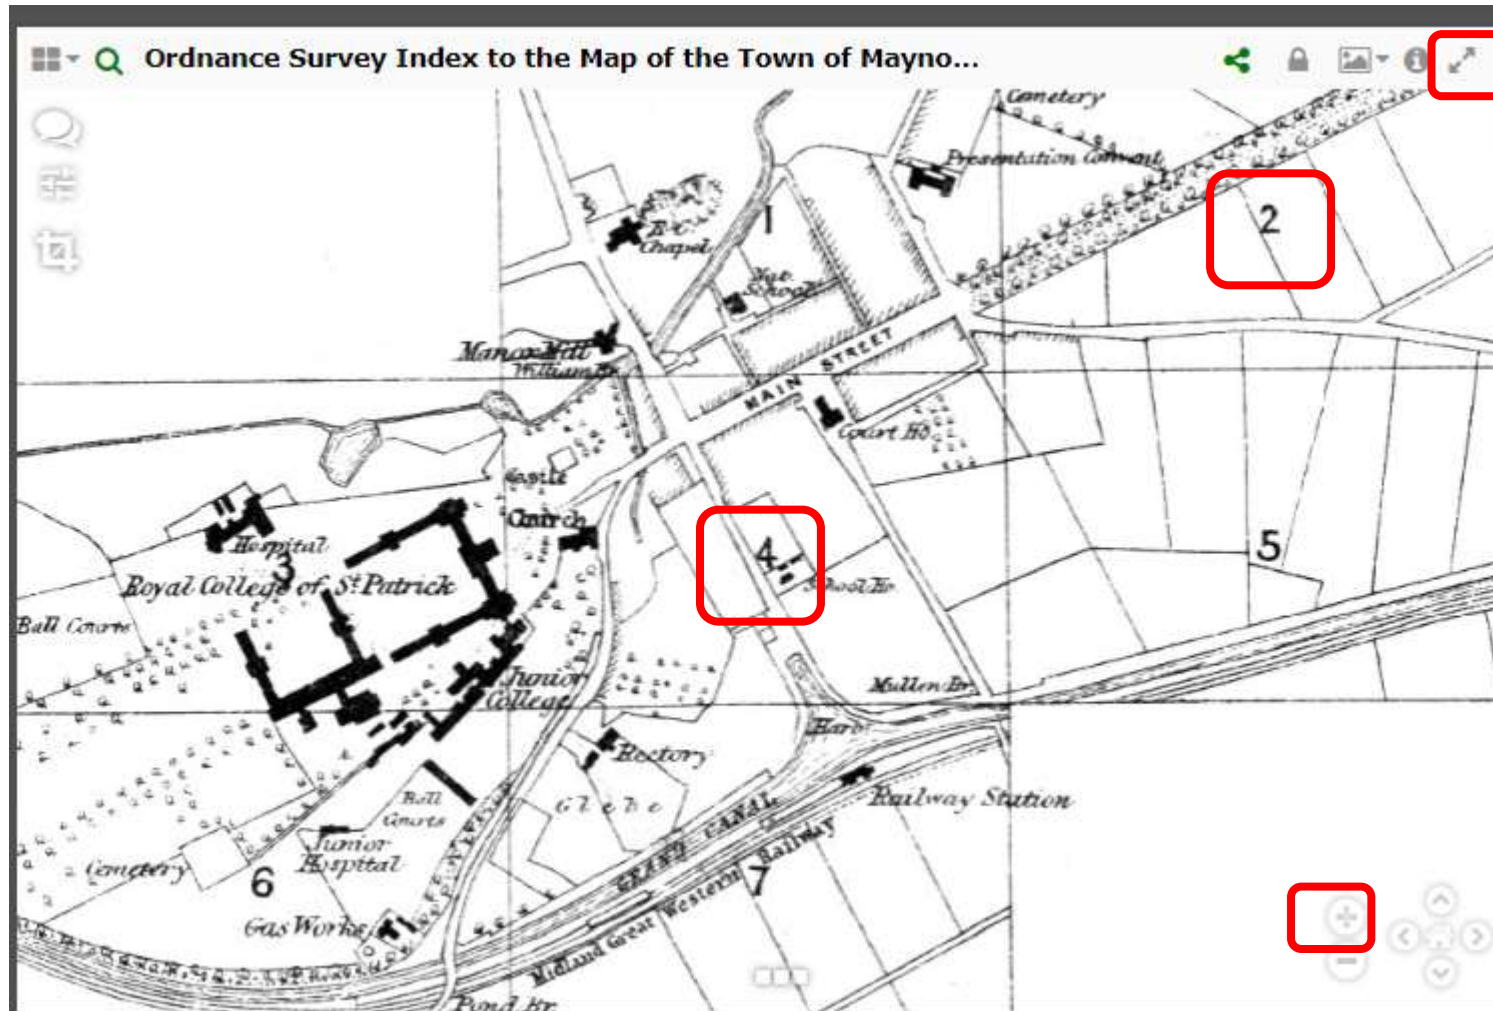 Ordnance Survey Index to the Map of the Town of Mayno...
Cemetery
Presentation Convent
1
2
R.C.
Chapel
Nat.
School
Manor Mill
William Br.
MAIN STREET
Court Ho.
Castle
Church
Hospital
3
4
5
Royal College of St. Patrick
School Ho.
Ball Courts
Junior
College
Mullen Br.
Harb.
Rectory
Glebe
Railway Station
Ball
Courts
GRAND CANAL
Junior
Hospital
Cemetery
6
7
Midland Great Western Railway
Gas Works
Pond Br.